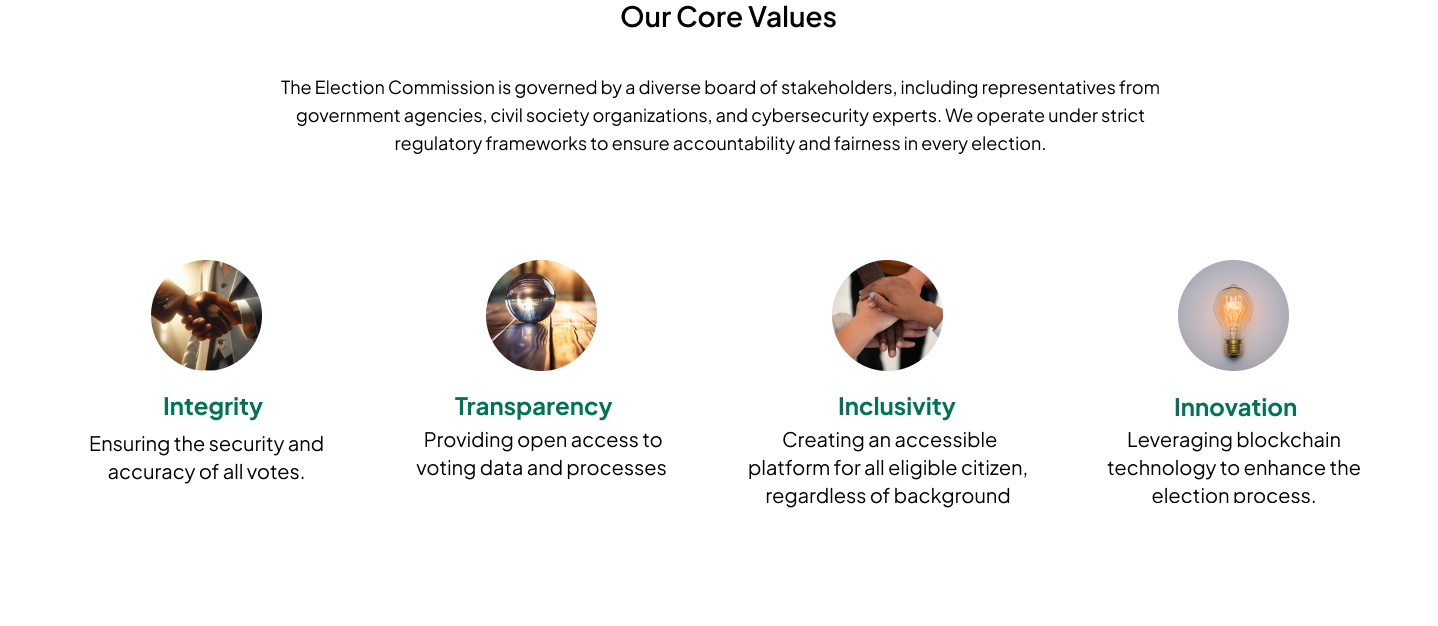 Our Core Values
The Election Commission is governed by a diverse board of stakeholders, including representatives from
government agencies, civil society organizations, and cybersecurity experts. We operate under strict
regulatory frameworks to ensure accountability and fairness in every election.
Integrity
Ensuring the security and
accuracy of all votes.
Transparency
Providing open access to
voting data and processes
Inclusivity
Creating an accessible
platform for all eligible citizen,
regardless of background
Innovation
Leveraging blockchain
technology to enhance the
election process.